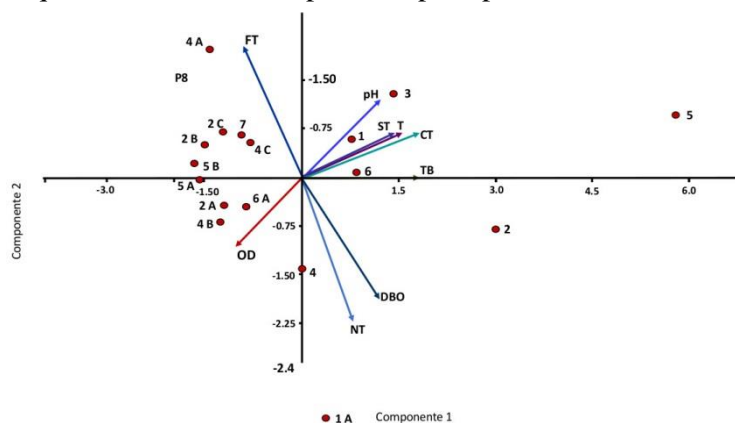 4 A
FT
P8
-1.50
pH
3
5
2 C
7
-0.75
ST T
CT
1
2 B
4 C
5 B
6
TB
-3.0
-1.50
1.5
3.0
4.5
6.0
5 A
2 A
6 A
4 B
-0.75
2
OD
4
-1.50
DBO
NT
-2.25
-2.4
Componente 2
1 A
Componente 1